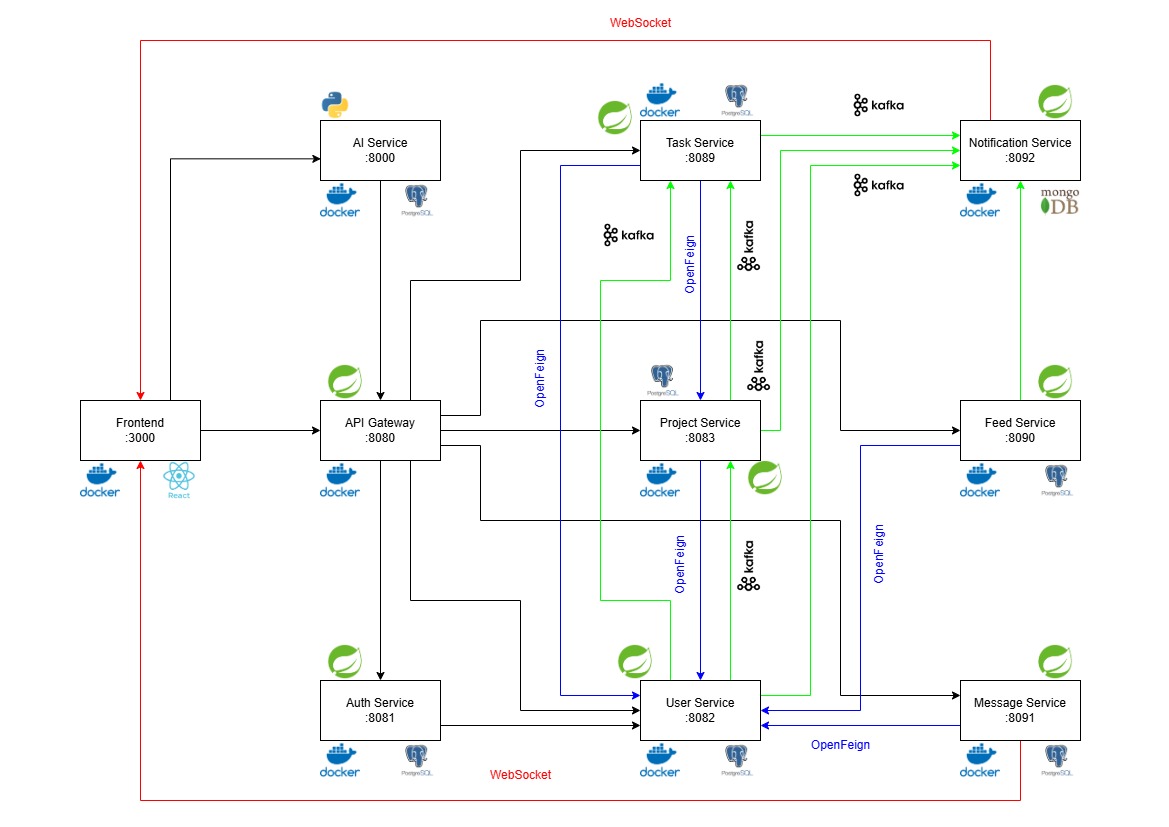 WebSocket
AI Service
:8000
docker
PostgreSQL
docker
PostgreSQL
Task Service
:8089
kafka
kafka
Notification Service
:8092
docker
mongo
DB
kafka
OpenFeign
kafka
OpenFeign
kafka
Frontend
:3000
docker
React
API Gateway
:8080
docker
PostgreSQL
Project Service
:8083
docker
Feed Service
:8090
docker
PostgreSQL
OpenFeign
kafka
OpenFeign
Auth Service
:8081
docker
PostgreSQL
User Service
:8082
docker
PostgreSQL
Message Service
:8091
docker
PostgreSQL
OpenFeign
WebSocket